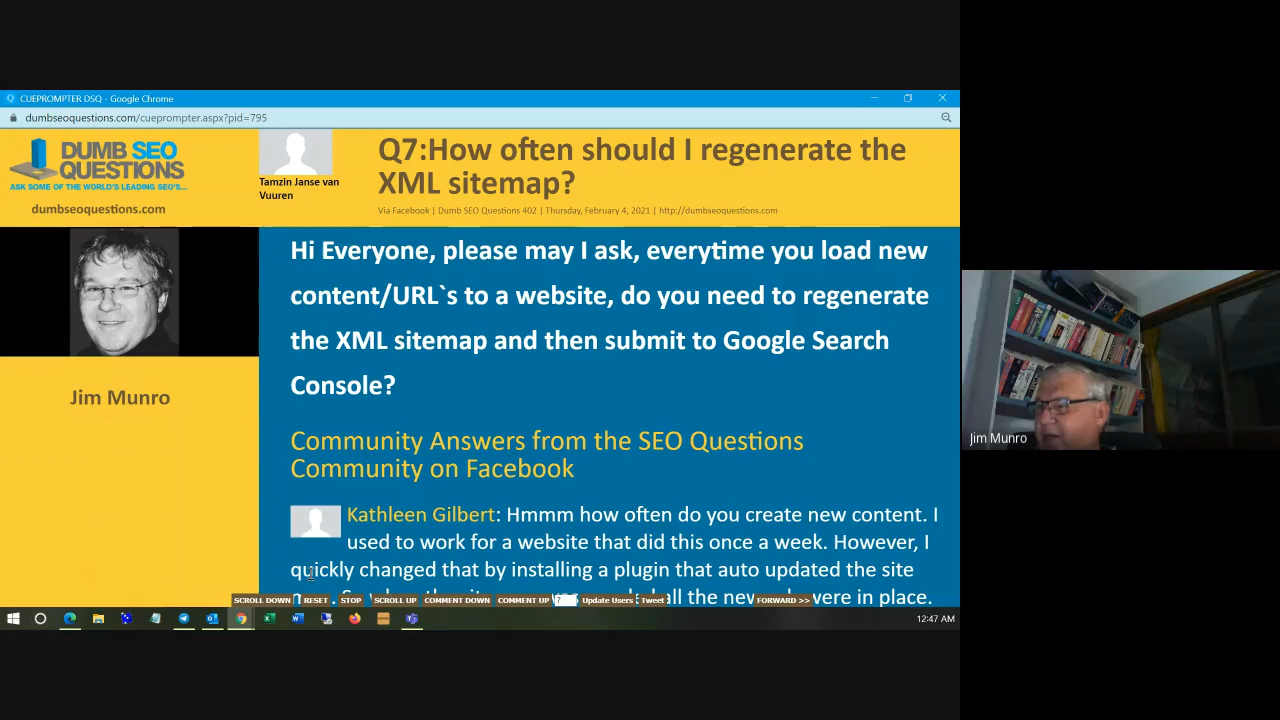 CUEPROMPTER DSQ - Google Chrome
dumbseoquestions.com/cueprompter.aspx?pid=795
DUMB SEO
QUESTIONS
ASK SOME OF THE WORLD'S LEADING SEO'S...
dumbseoquestions.com
Tamzin Janse van
Vuuren
Q7:How often should I regenerate the
XML sitemap?
Via Facebook | Dumb SEO Questions 402 | Thursday, February 4, 2021 | http://dumbseoquestions.com
Jim Munro
Hi Everyone, please may I ask, everytime you load new
content/URL`s to a website, do you need to regenerate
the XML sitemap and then submit to Google Search
Console?
Community Answers from the SEO Questions
Community on Facebook
Kathleen Gilbert: Hmmm how often do you create new content. I
used to work for a website that did this once a week. However, I
quickly changed that by installing a plugin that auto updated the site
all the new were in place.
SCROLL DOWN RESET STOP SCROLL UP COMMENT DOWN COMMENT UP 7 Update Users Tweet FORWARD >>
12:47 AM
Jim Munro